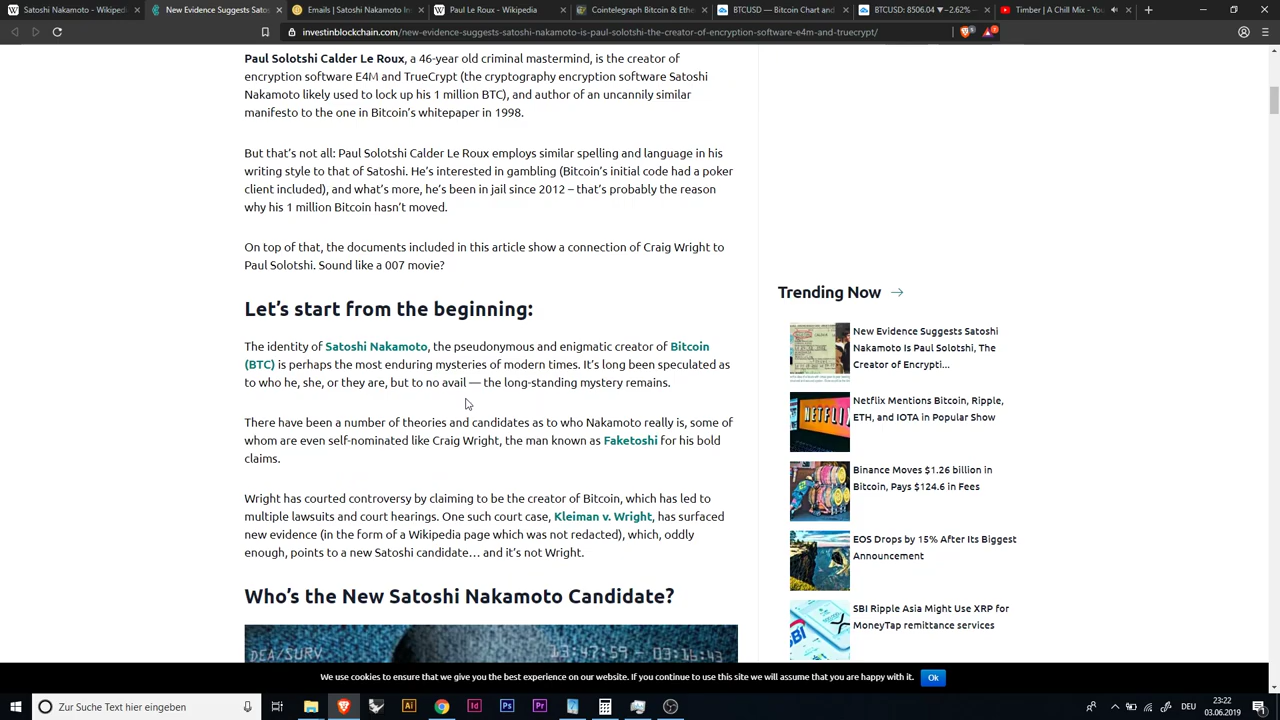 Satoshi Nakamoto - Wikipedia
New Evidence Suggests Sato
Emails | Satoshi Nakamoto In
Paul Le Roux - Wikipedia
Cointelegraph Bitcoin & Ethe
BTCUSD — Bitcoin Chart and
BTCUSD: 8506.04 ▼−2.62% –
Timber | A Chill Mix - You
investinblockchain.com/new-evidence-suggests-satoshi-nakamoto-is-paul-solotshi-the-creator-of-encryption-software-e4m-and-truecrypt/
Paul Solotshi Calder Le Roux, a 46-year old criminal mastermind, is the creator of
encryption software E4M and TrueCrypt (the cryptography encryption software Satoshi
Nakamoto likely used to lock up his 1 million BTC), and author of an uncannily similar
manifesto to the one in Bitcoin's whitepaper in 1998.
But that's not all: Paul Solotshi Calder Le Roux employs similar spelling and language in his
writing style to that of Satoshi. He's interested in gambling (Bitcoin's initial code had a poker
client included), and what's more, he's been in jail since 2012 – that's probably the reason
why his 1 million Bitcoin hasn't moved.
On top of that, the documents included in this article show a connection of Craig Wright to
Paul Solotshi. Sound like a 007 movie?
Let's start from the beginning:
The identity of Satoshi Nakamoto, the pseudonymous and enigmatic creator of Bitcoin
(BTC) is perhaps the most enduring mysteries of modern times. It's long been speculated as
to who he, she, or they are, but to no avail — the long-standing mystery remains.
There have been a number of theories and candidates as to who Nakamoto really is, some of
whom are even self-nominated like Craig Wright, the man known as Faketoshi for his bold
claims.
Wright has courted controversy by claiming to be the creator of Bitcoin, which has led to
multiple lawsuits and court hearings. One such court case, Kleiman v. Wright, has surfaced
new evidence (in the form of a Wikipedia page which was not redacted), which, oddly
enough, points to a new Satoshi candidate… and it's not Wright.
Who's the New Satoshi Nakamoto Candidate?
DEA/SURV
13:47:59 - 03:16:43
Trending Now →
New Evidence Suggests Satoshi
Nakamoto Is Paul Solotshi, The
Creator of Encrypti...
NETFLIX
Netflix Mentions Bitcoin, Ripple,
ETH, and IOTA in Popular Show
Binance Moves $1.26 billion in
Bitcoin, Pays $124.6 in Fees
EOS Drops by 15% After Its Biggest
Announcement
SBI
SBI Ripple Asia Might Use XRP for
MoneyTap remittance services
We use cookies to ensure that we give you the best experience on our website. If you continue to use this site we will assume that you are happy with it.
Ok
Zur Suche Text hier eingeben
Ai
Id
Ps
Pr
DEU
23:22
03.06.2019